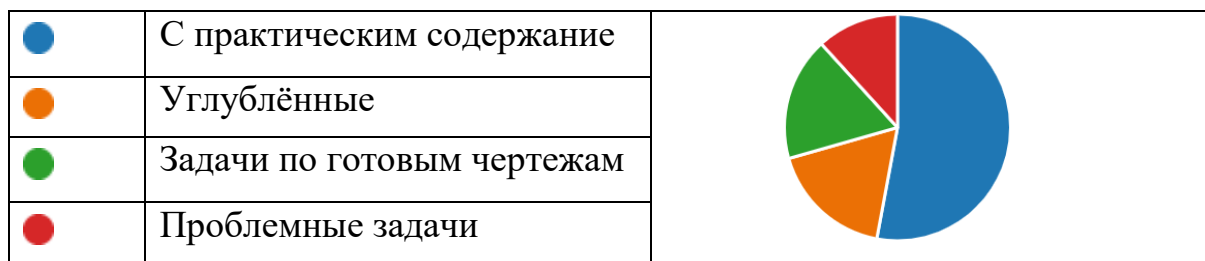 С практическим содержание
Углублённые
Задачи по готовым чертежам
Проблемные задачи